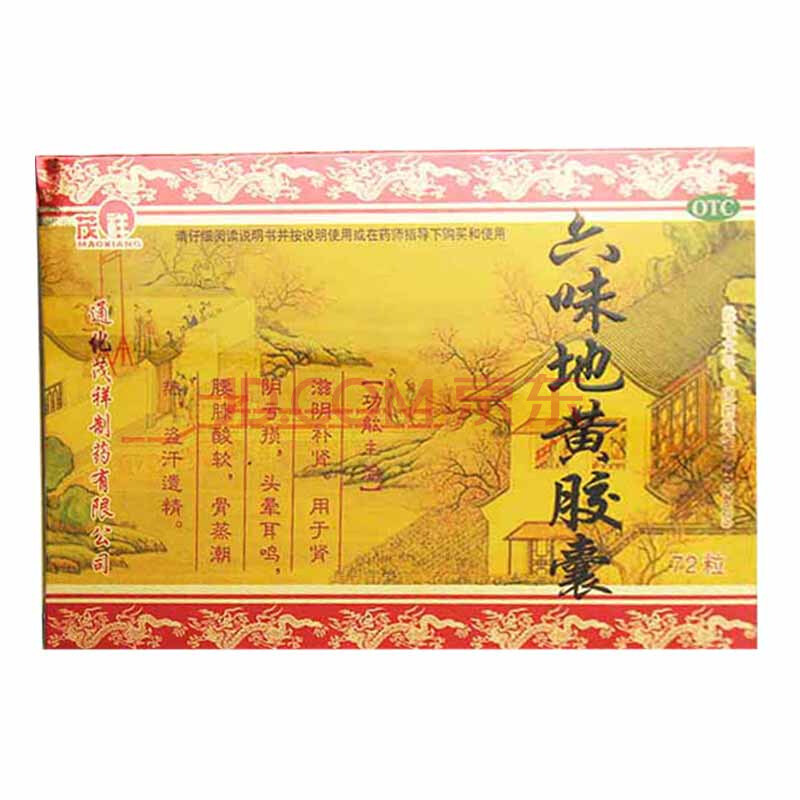 茂祥
MAOXIANG
OTC
请仔细阅读说明书并按说明使用或在药师指导下购买和使用
六味地黄胶囊
72粒
【功能主治】
滋阴补肾。用于肾
阴亏损，头晕耳鸣，
腰膝酸软，骨蒸潮
热，盗汗遗精。
通化茂祥制药有限公司
JD.COM 京东